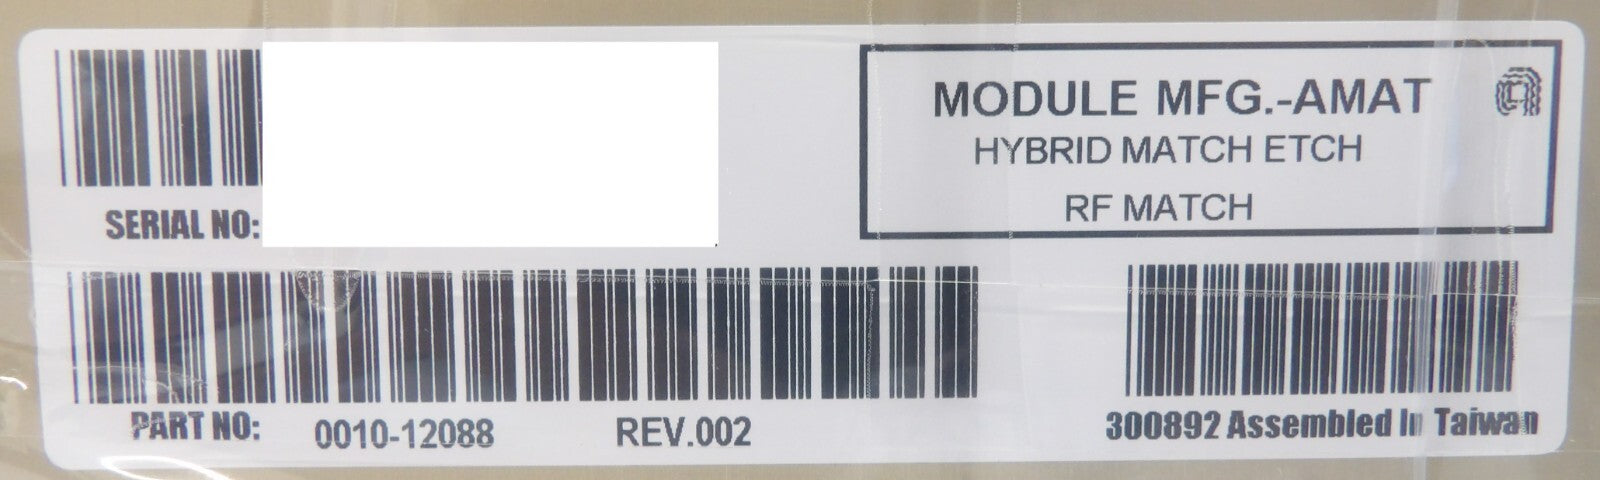 MODULE MFG.-AMAT
HYBRID MATCH ETCH
RF MATCH
SERIAL NO:
PART NO: 0010-12088 REV.002
300892 Assembled In Taiwan